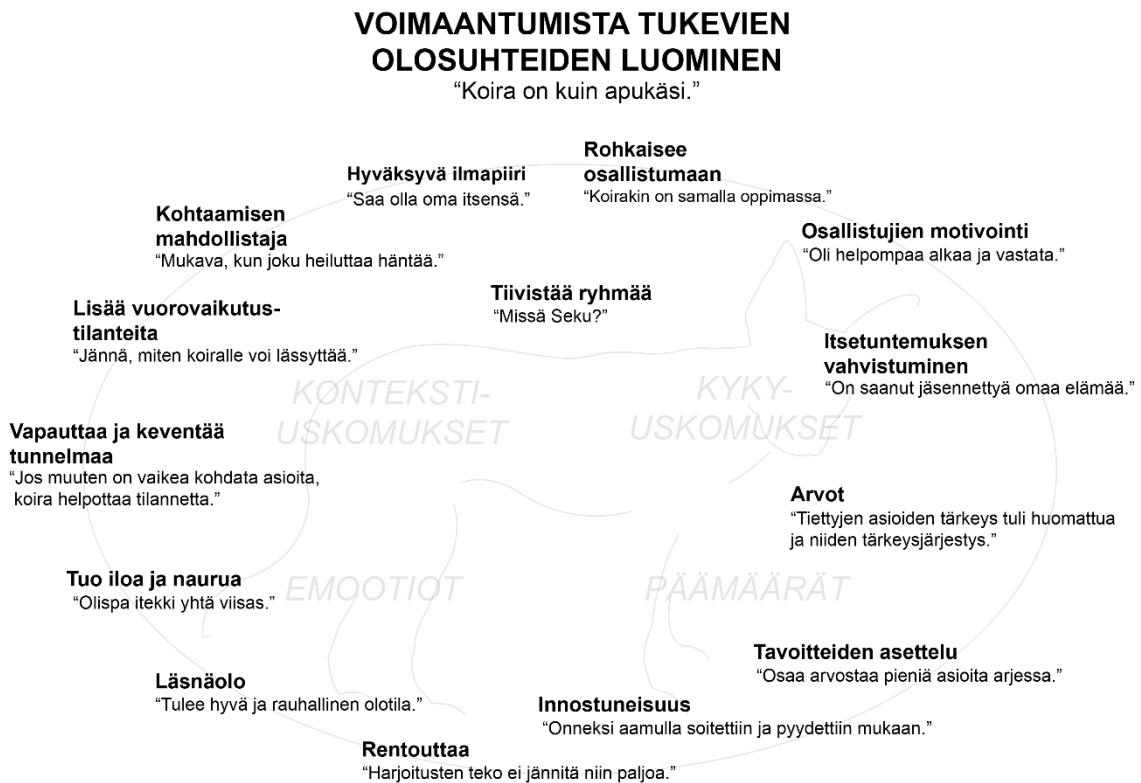 VOIMAANTUMISTA TUKEVIEN
OLOSUHTEIDEN LUOMINEN
“Koira on kuin apukäsi.”
Rohkaisee
osallistumaan
“Koirakin on samalla oppimassa.”
Hyväksyvä ilmapiiri
“Saa olla oma itsensä.”
Kohtaamisen
mahdollistaja
“Mukava, kun joku heiluttaa häntää.”
Osallistujien motivointi
“Oli helpompaa alkaa ja vastata.”
Tiivistää ryhmää
“Missä Seku?”
Lisää vuorovaikutus-
tilanteita
“Jännä, miten koiralle voi lässyttää.”
Itsetuntemuksen
vahvistuminen
“On saanut jäsennettyä omaa elämää.”
KONTEKSTI-
USKOMUKSET
KYKY-
USKOMUKSET
Vapauttaa ja keventää
tunnelmaa
“Jos muuten on vaikea kohdata asioita,
koira helpottaa tilannetta.”
Arvot
“Tiettyjen asioiden tärkeys tuli huomattua
ja niiden tärkeysjärjestys.”
Tuo iloa ja naurua
“Olispa itekki yhtä viisas.”
EMOOTIOT
PÄÄMÄÄRÄT
Tavoitteiden asettelu
“Osaa arvostaa pieniä asioita arjessa.”
Läsnäolo
“Tulee hyvä ja rauhallinen olotila.”
Innostuneisuus
“Onneksi aamulla soitettiin ja pyydettiin mukaan.”
Rentouttaa
“Harjoitusten teko ei jännitä niin paljoa.”